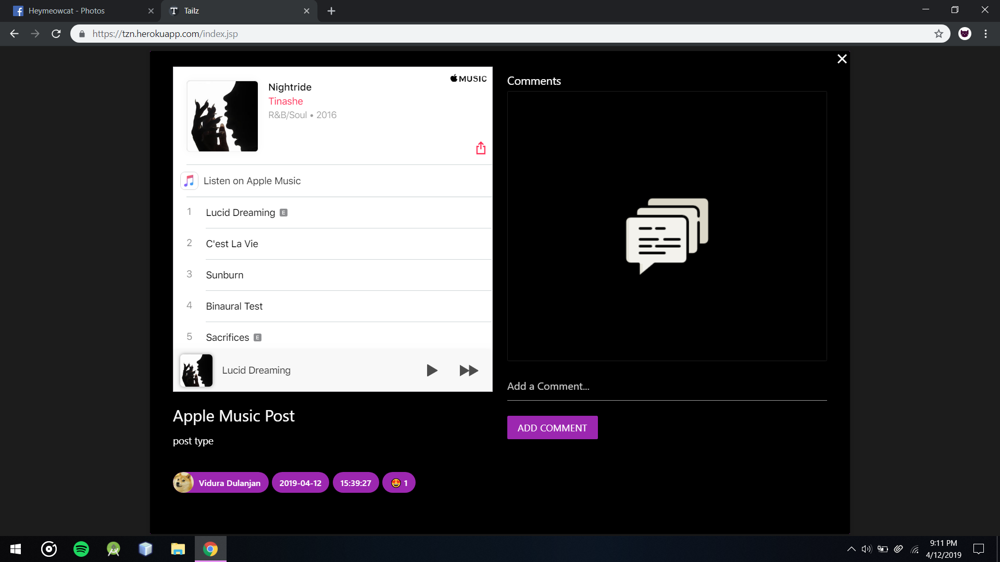 Heymeowcat - Photos
Tailz
https://tzn.herokuapp.com/index.jsp
MUSIC
Nightride
Tinashe
R&B/Soul • 2016
Listen on Apple Music
1 Lucid Dreaming E
2 C'est La Vie
3 Sunburn
4 Binaural Test
5 Sacrifices E
Lucid Dreaming
Apple Music Post
post type
Vidura Dulanjan 2019-04-12 15:39:27 😍 1
Comments
Add a Comment...
ADD COMMENT
9:11 PM
4/12/2019